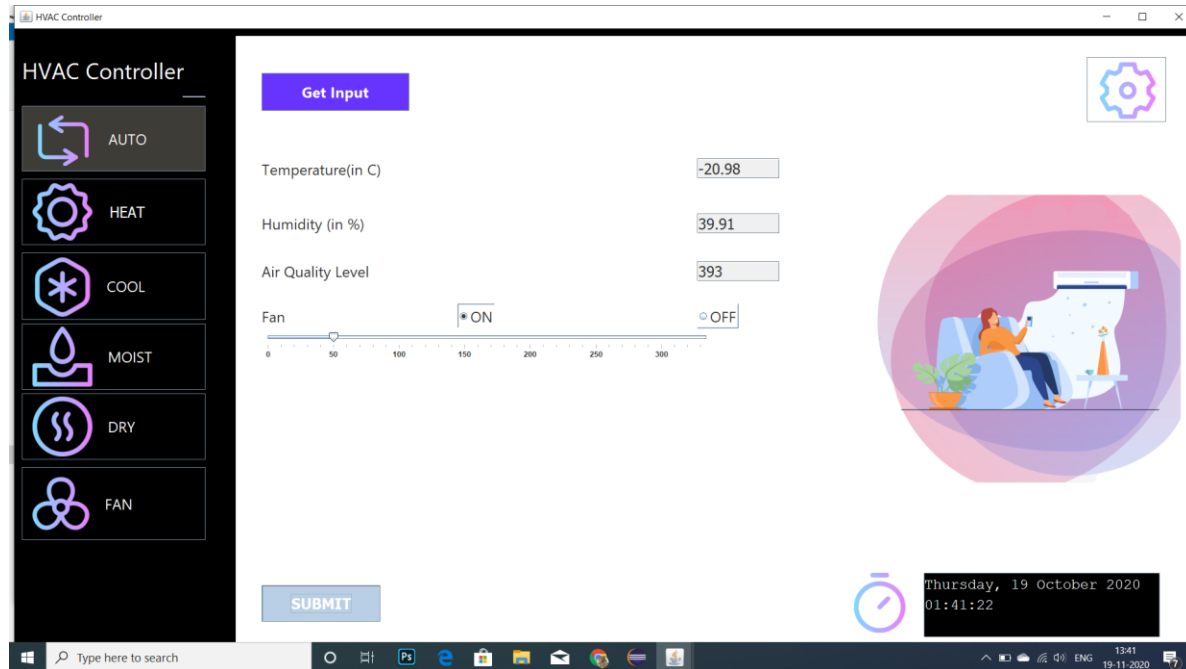 HVAC Controller
HVAC Controller
Get Input
AUTO
Temperature(in C) -20.98
HEAT
Humidity (in %) 39.91
Air Quality Level 393
COOL
Fan ON OFF
0 50 100 150 200 250 300
MOIST
DRY
FAN
SUBMIT
Thursday, 19 October 2020
01:41:22
Type here to search
Ps
ENG
13:41
19-11-2020
7